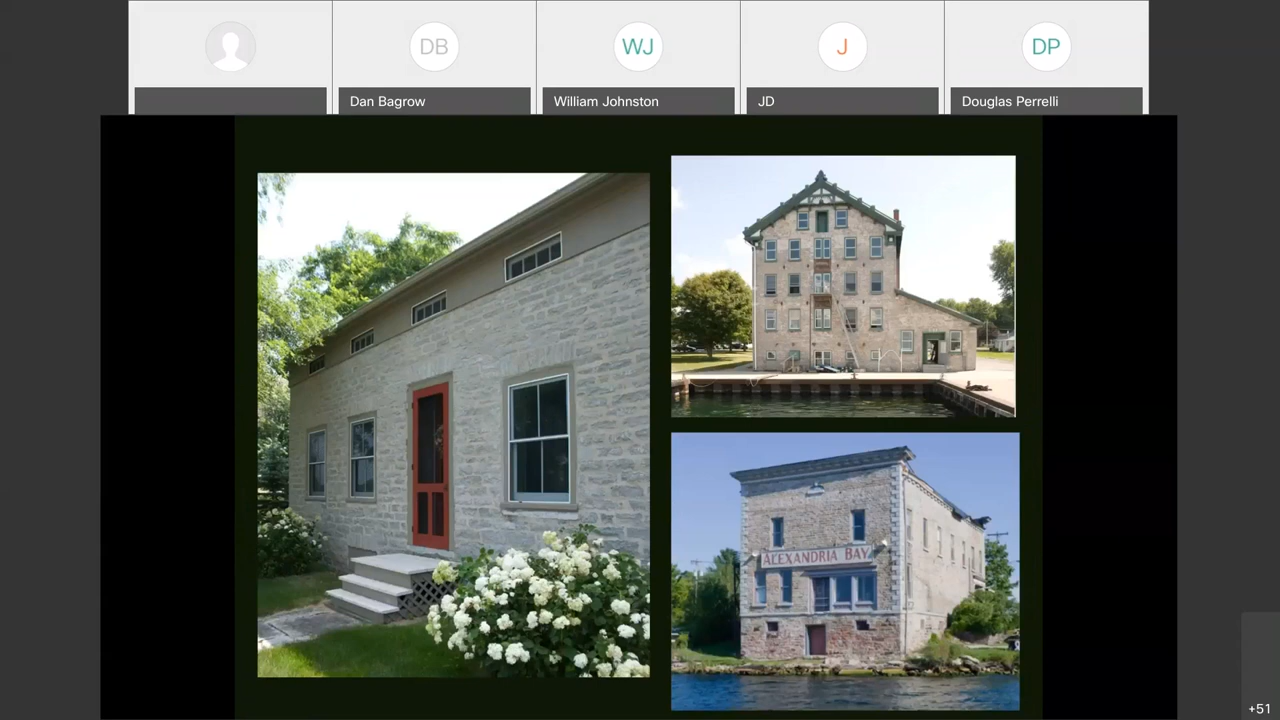 DB
WJ
J
DP
Dan Bagrow
William Johnston
JD
Douglas Perrelli
ALEXANDRIA BAY
+51